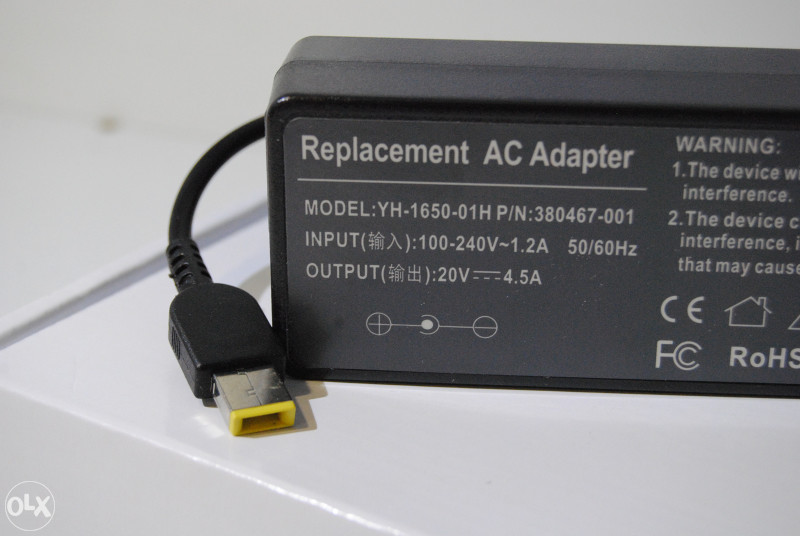 Replacement AC Adapter
MODEL:YH-1650-01H P/N:380467-001
INPUT(输入):100-240V~1.2A 50/60Hz
OUTPUT(输出):20V⎓4.5A
WARNING:
1.The device
interference.
2.The device
interference,
that may cause
CE
FC
RoHS
OLX